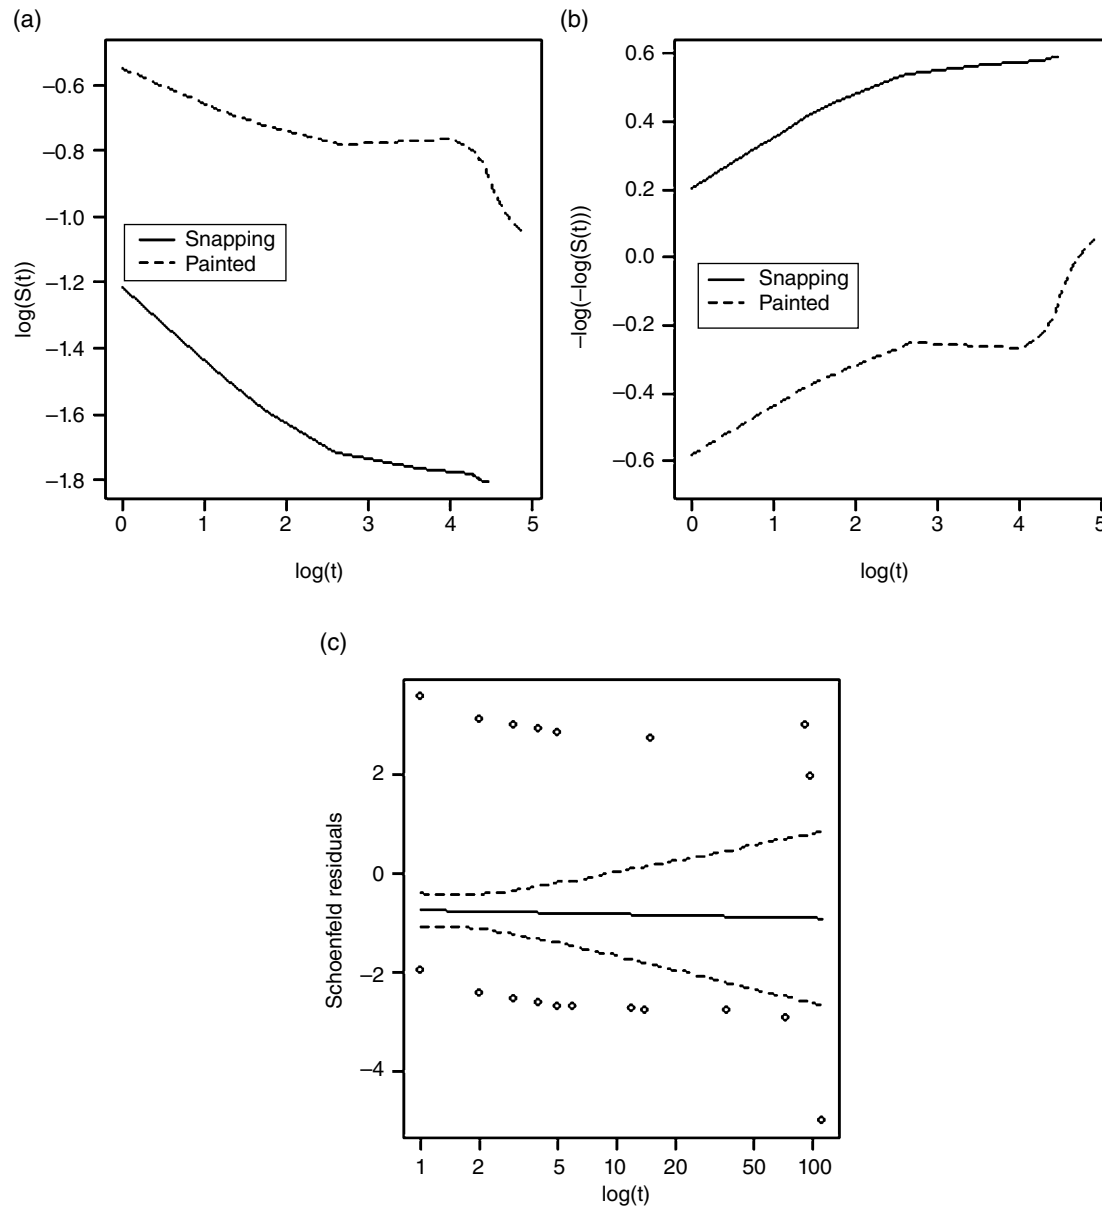 (a)
log(S(t))
−0.6
−0.8
−1.0
−1.2
−1.4
−1.6
−1.8
Snapping
Painted
0 1 2 3 4 5
log(t)
(b)
−log(−log(S(t)))
0.6
0.4
0.2
0.0
−0.2
−0.4
−0.6
Snapping
Painted
0 1 2 3 4 5
log(t)
(c)
Schoenfeld residuals
2
0
−2
−4
1 2 5 10 20 50 100
log(t)